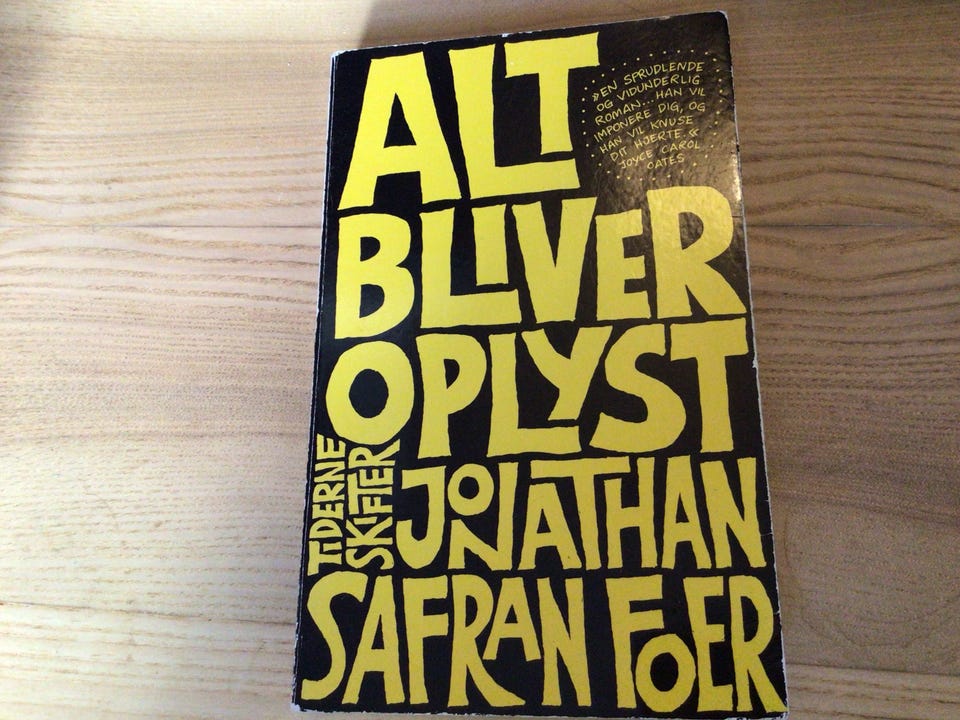 ALT
»EN SPRUDLENDE
OG VIDUNDERLIG
ROMAN... HAN VIL
IMPONERE DIG, OG
HAN VIL KNUSE
DIT HJERTE.«
JOYCE CAROL
OATES
BLIVER
OPLYST
TIDERNE
SKIFTER
JONATHAN
SAFRAN FOER